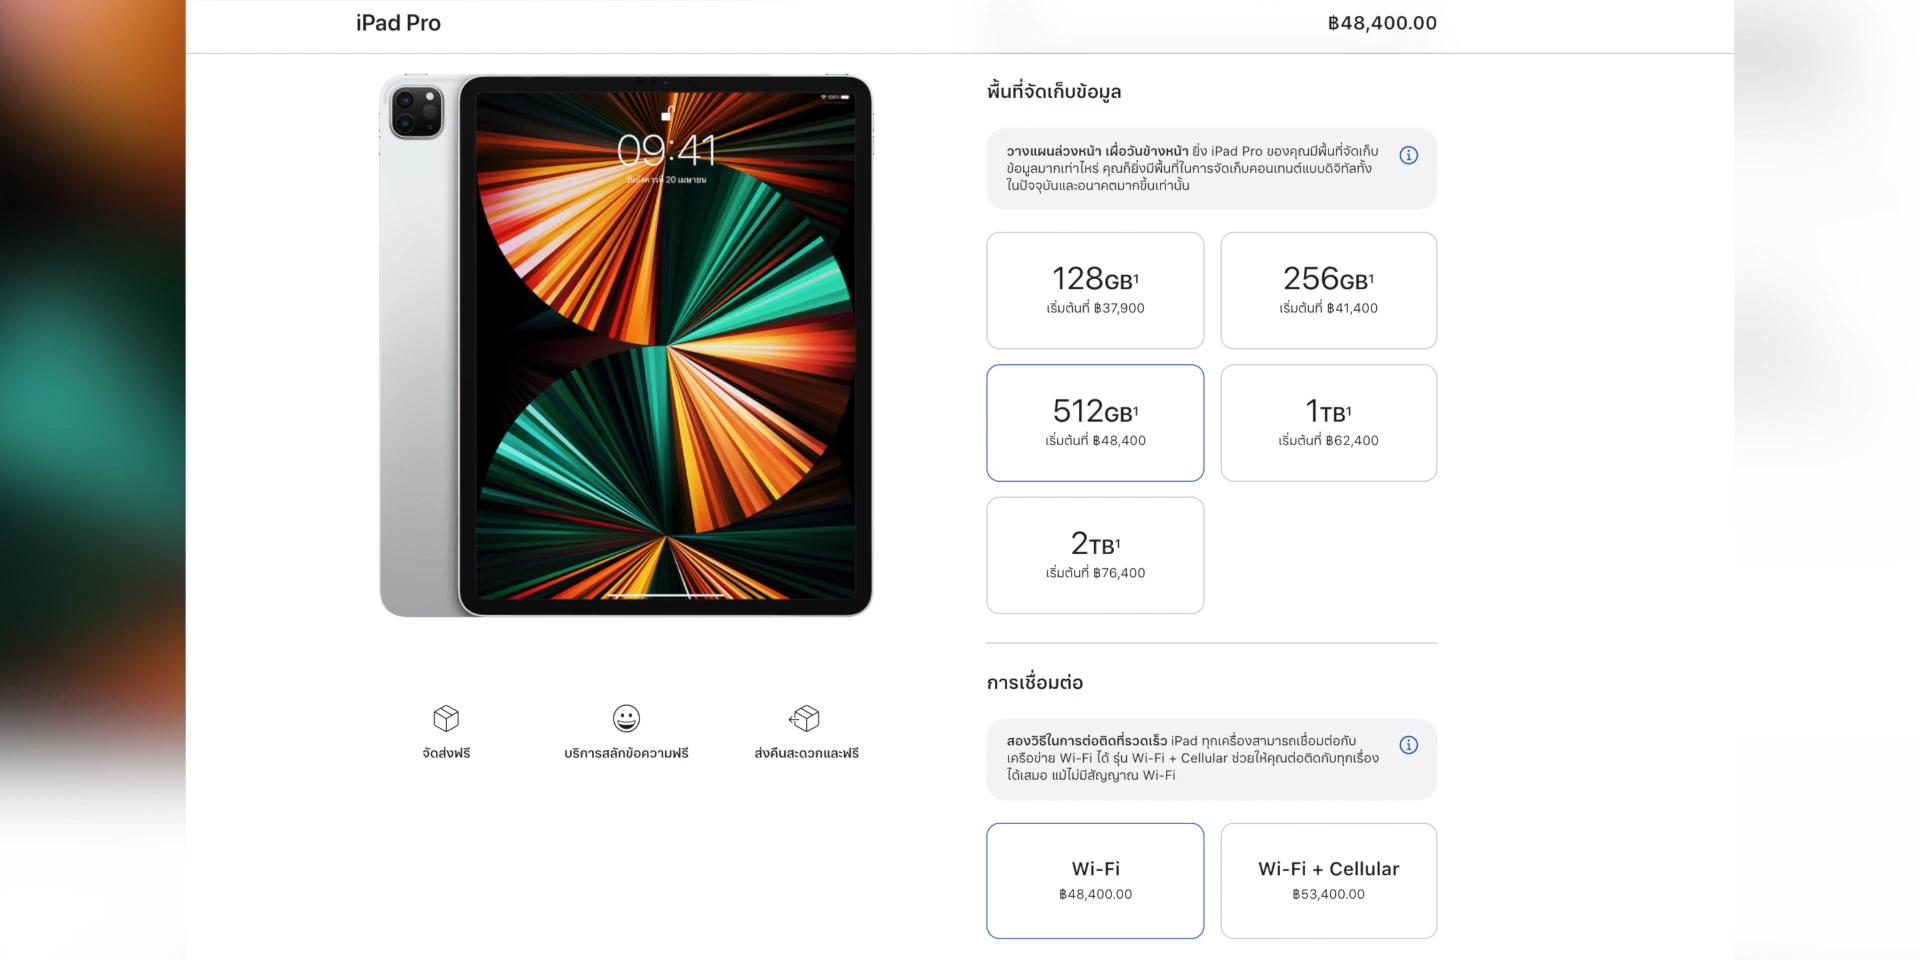 iPad Pro
฿48,400.00
100%
09:41
วันอังคารที่ 20 เมษายน
จัดส่งฟรี
บริการสลักข้อความฟรี
ส่งคืนสะดวกและฟรี
พื้นที่จัดเก็บข้อมูล
วางแผนล่วงหน้า เผื่อวันข้างหน้า ยิ่ง iPad Pro ของคุณมีพื้นที่จัดเก็บ
ข้อมูลมากเท่าไหร่ คุณก็ยิ่งมีพื้นที่ในการจัดเก็บคอนเทนต์แบบดิจิทัลทั้ง
ในปัจจุบันและอนาคตมากขึ้นเท่านั้น
128GB¹
เริ่มต้นที่ ฿37,900
256GB¹
เริ่มต้นที่ ฿41,400
512GB¹
เริ่มต้นที่ ฿48,400
1TB¹
เริ่มต้นที่ ฿62,400
2TB¹
เริ่มต้นที่ ฿76,400
การเชื่อมต่อ
สองวิธีในการต่อติดที่รวดเร็ว iPad ทุกเครื่องสามารถเชื่อมต่อกับ
เครือข่าย Wi-Fi ได้ รุ่น Wi-Fi + Cellular ช่วยให้คุณต่อติดกับทุกเรื่อง
ได้เสมอ แม้ไม่มีสัญญาณ Wi-Fi
Wi-Fi
฿48,400.00
Wi-Fi + Cellular
฿53,400.00